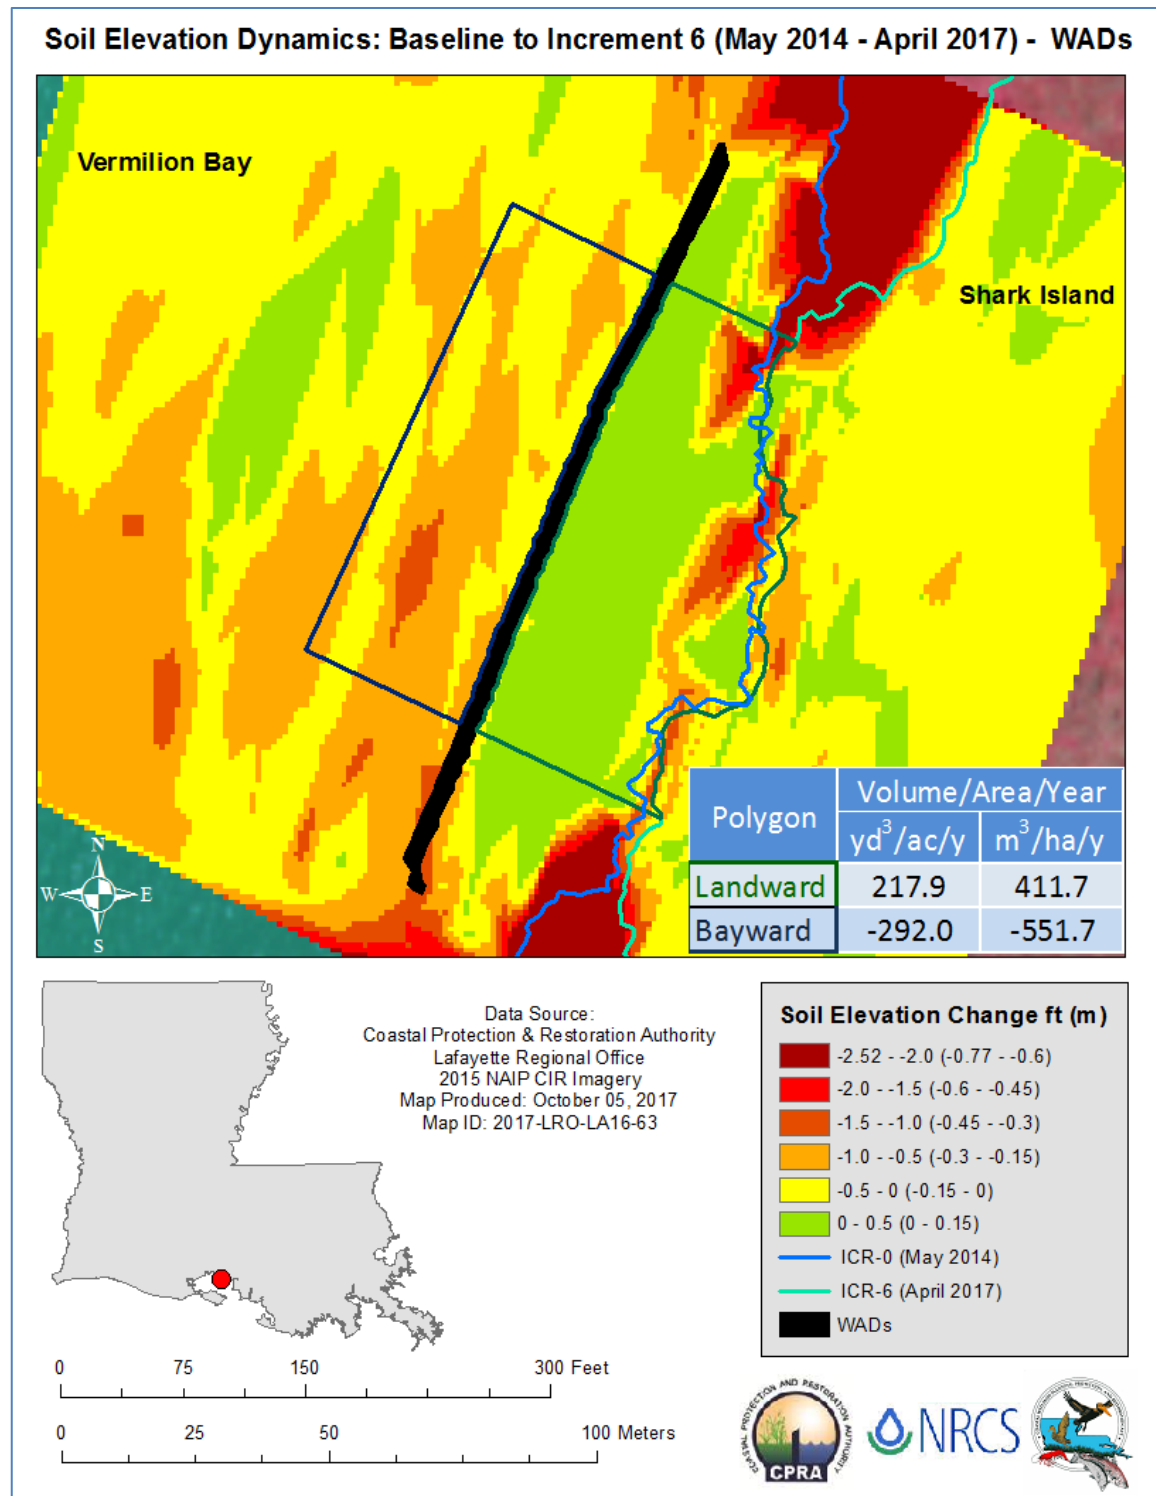 Soil Elevation Dynamics: Baseline to Increment 6 (May 2014 - April 2017) - WADs
Vermilion Bay
Shark Island
Polygon
Volume/Area/Year
yd³/ac/y m³/ha/y
Landward 217.9 411.7
Bayward -292.0 -551.7
N
W E
S
Data Source:
Coastal Protection & Restoration Authority
Lafayette Regional Office
2015 NAIP CIR Imagery
Map Produced: October 05, 2017
Map ID: 2017-LRO-LA16-63
Soil Elevation Change ft (m)
-2.52 - -2.0 (-0.77 - -0.6)
-2.0 - -1.5 (-0.6 - -0.45)
-1.5 - -1.0 (-0.45 - -0.3)
-1.0 - -0.5 (-0.3 - -0.15)
-0.5 - 0 (-0.15 - 0)
0 - 0.5 (0 - 0.15)
ICR-0 (May 2014)
ICR-6 (April 2017)
WADs
0 75 150 300 Feet
0 25 50 100 Meters
COASTAL PROTECTION AND RESTORATION AUTHORITY
CPRA
NRCS